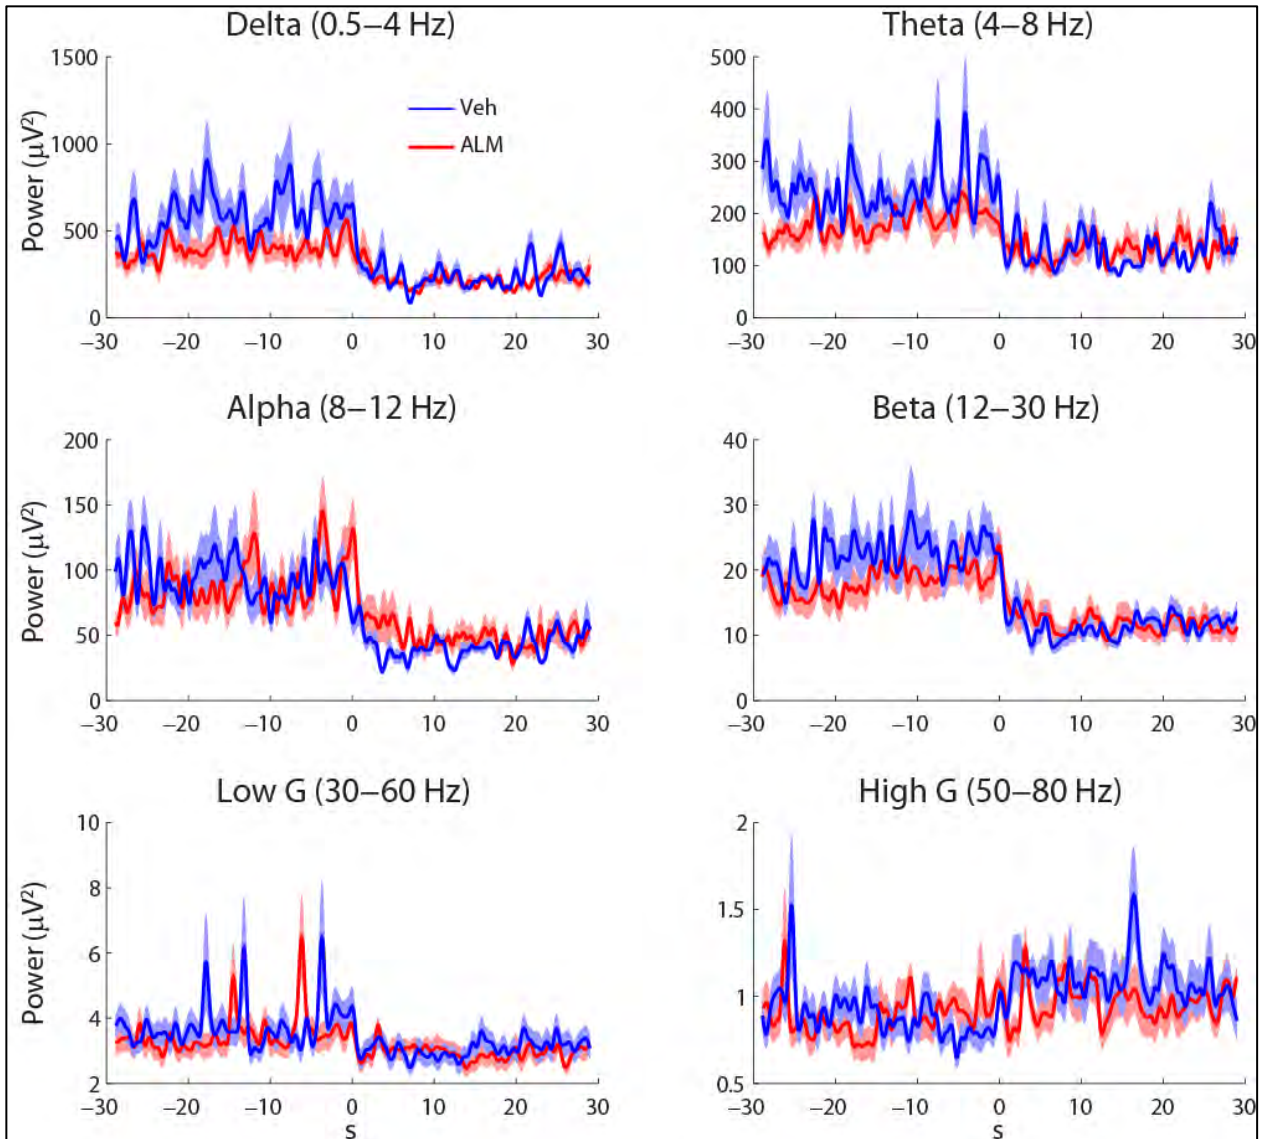 Delta (0.5–4 Hz)
Power (µV²)
1500
1000
500
0
−30 −20 −10 0 10 20 30
Veh
ALM
Theta (4–8 Hz)
500
400
300
200
100
0
−30 −20 −10 0 10 20 30
Alpha (8–12 Hz)
Power (µV²)
200
150
100
50
0
−30 −20 −10 0 10 20 30
Beta (12–30 Hz)
40
30
20
10
0
−30 −20 −10 0 10 20 30
Low G (30–60 Hz)
Power (µV²)
10
8
6
4
2
−30 −20 −10 0 10 20 30
s
High G (50–80 Hz)
2
1.5
1
0.5
−30 −20 −10 0 10 20 30
s